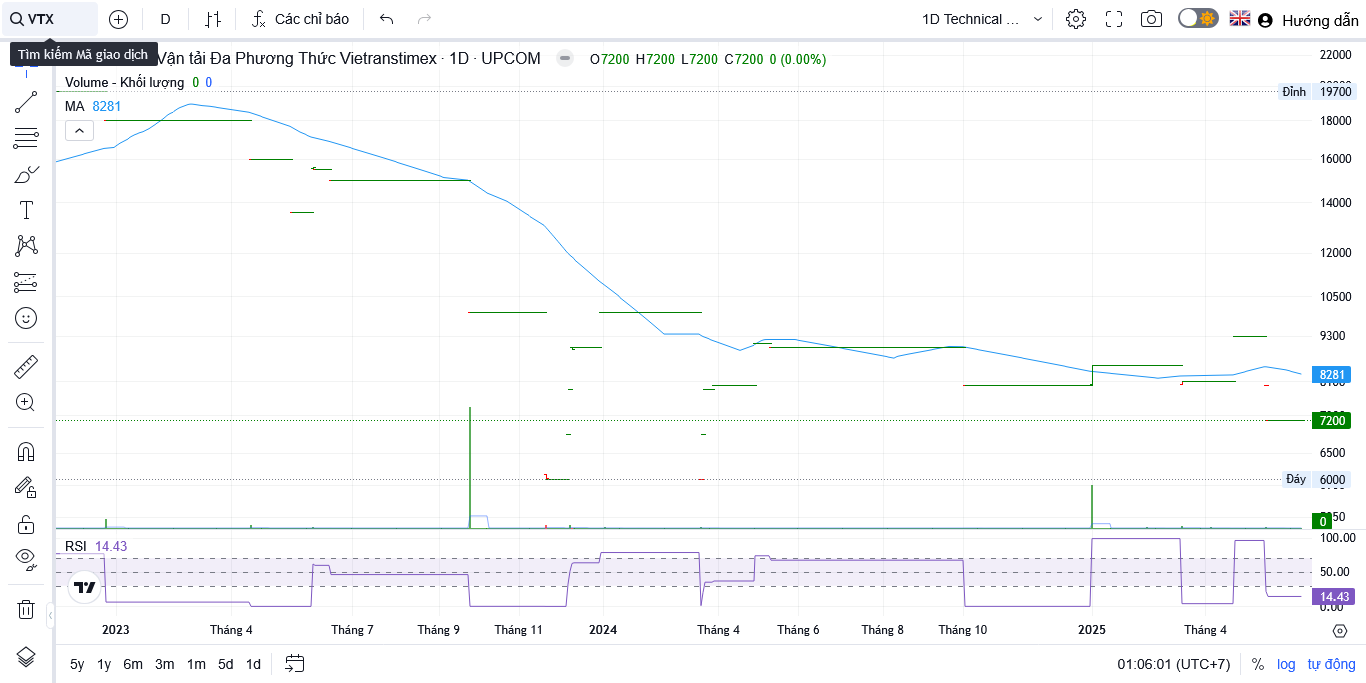 VTX
D
Các chỉ báo
1D Technical ...
Hướng dẫn
Tìm kiếm Mã giao dịch
Vận tải Đa Phương Thức Vietranstimex · 1D · UPCOM
O7200 H7200 L7200 C7200 0 (0.00%)
Volume - Khối lượng 0 0
MA 8281
22000
Đỉnh 19700
18000
16000
14000
12000
10500
9300
8281
7200
6500
Đáy 6000
0
RSI 14.43
100.00
50.00
14.43
0.00
2023
Tháng 4
Tháng 7
Tháng 9
Tháng 11
2024
Tháng 4
Tháng 6
Tháng 8
Tháng 10
2025
Tháng 4
5y 1y 6m 3m 1m 5d 1d
01:06:01 (UTC+7)
%
log
tự động